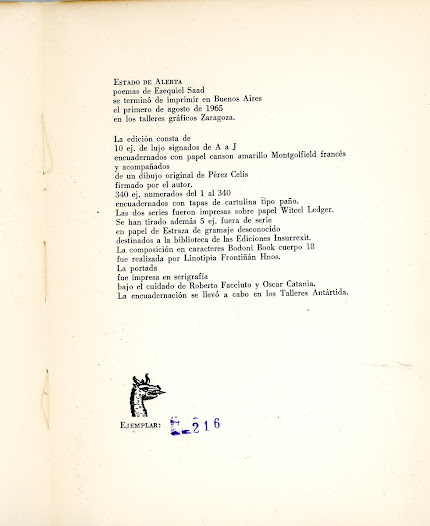 Estado de Alerta
poemas de Ezequiel Saad
se terminó de imprimir en Buenos Aires
el primero de agosto de 1965
en los talleres gráficos Zaragoza.
La edición consta de
10 ej. de lujo signados de A a J
encuadernados con papel canson amarillo Montgolfield francés
y acompañados
de un dibujo original de Pérez Celis
firmado por el autor.
340 ej. numerados del 1 al 340
encuadernados con tapas de cartulina tipo paño.
Las dos series fueron impresas sobre papel Witcel Ledger.
Se han tirado además 5 ej. fuera de serie
en papel de Estraza de gramaje desconocido
destinados a la biblioteca de las Ediciones Insurrexit.
La composición en caracteres Bodoni Book cuerpo 18
fue realizada por Linotipia Frontiñán Hnos.
La portada
fue impresa en serigrafía
bajo el cuidado de Roberto Facciuto y Oscar Catania.
La encuadernación se llevó a cabo en los Talleres Antártida.
Ejemplar: 216